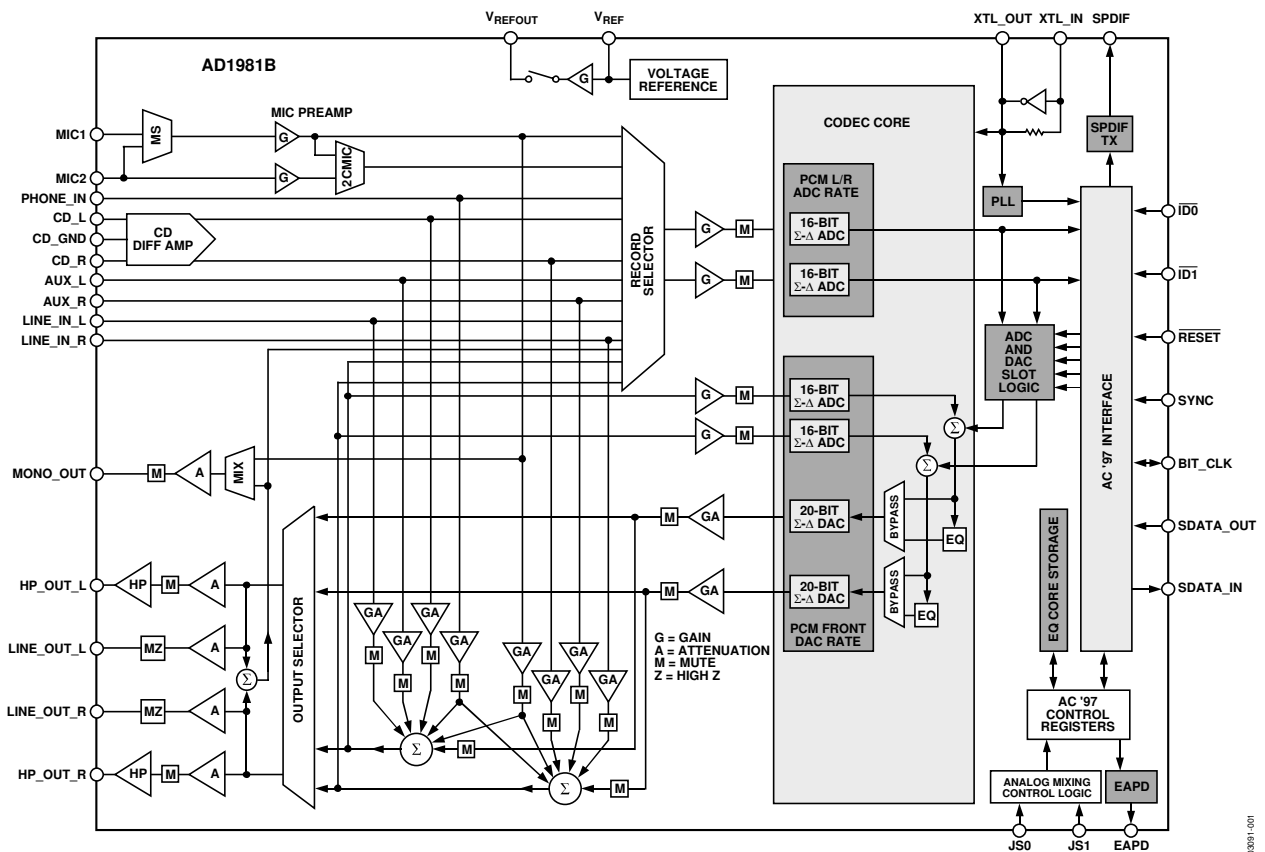 V_REFOUT
V_REF
XTL_OUT
XTL_IN
SPDIF
AD1981B
G
VOLTAGE
REFERENCE
MIC PREAMP
CODEC CORE
MIC1
MS
G
SPDIF
TX
MIC2
G
2CMIC
PHONE_IN
PCM L/R
ADC RATE
PLL
CD_L
CD_GND
CD_R
CD
DIFF AMP
RECORD
SELECTOR
G
M
16-BIT
Σ-Δ ADC
ID0
AUX_L
G
M
16-BIT
Σ-Δ ADC
ID1
AUX_R
LINE_IN_L
LINE_IN_R
ADC
AND
DAC
SLOT
LOGIC
RESET
AC '97 INTERFACE
G
M
16-BIT
Σ-Δ ADC
SYNC
Σ
G
M
16-BIT
Σ-Δ ADC
Σ
MONO_OUT
M
A
MIX
BIT_CLK
M
GA
20-BIT
Σ-Δ DAC
BYPASS
EQ
SDATA_OUT
EQ CORE STORAGE
HP_OUT_L
HP
M
A
OUTPUT SELECTOR
M
GA
20-BIT
Σ-Δ DAC
BYPASS
EQ
SDATA_IN
PCM FRONT
DAC RATE
GA
GA
GA
GA
M
M
M
M
GA
GA
GA
GA
M
M
M
M
G = GAIN
A = ATTENUATION
M = MUTE
Z = HIGH Z
LINE_OUT_L
MZ
A
Σ
LINE_OUT_R
MZ
A
AC '97
CONTROL
REGISTERS
Σ
M
HP_OUT_R
HP
M
A
Σ
M
ANALOG MIXING
CONTROL LOGIC
EAPD
JS0
JS1
EAPD
03091-001